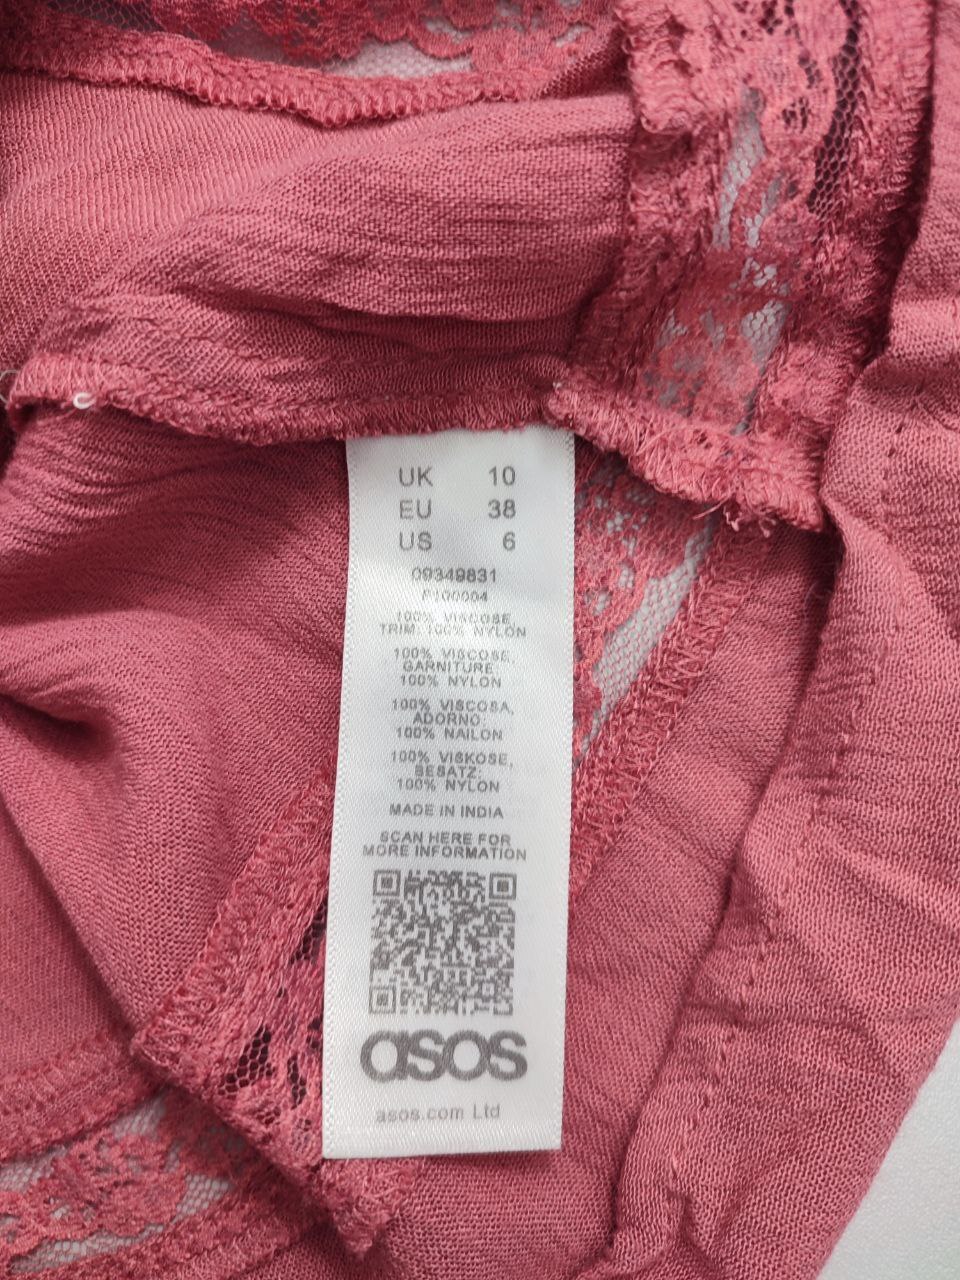 UK 10
EU 38
US 6
09349831
F100004
100% VISCOSE
TRIM: 100% NYLON
100% VISCOSE,
GARNITURE
100% NYLON
100% VISCOSA,
ADORNO:
100% NAILON
100% VISKOSE,
BESATZ:
100% NYLON
MADE IN INDIA
SCAN HERE FOR
MORE INFORMATION
asos
asos.com Ltd